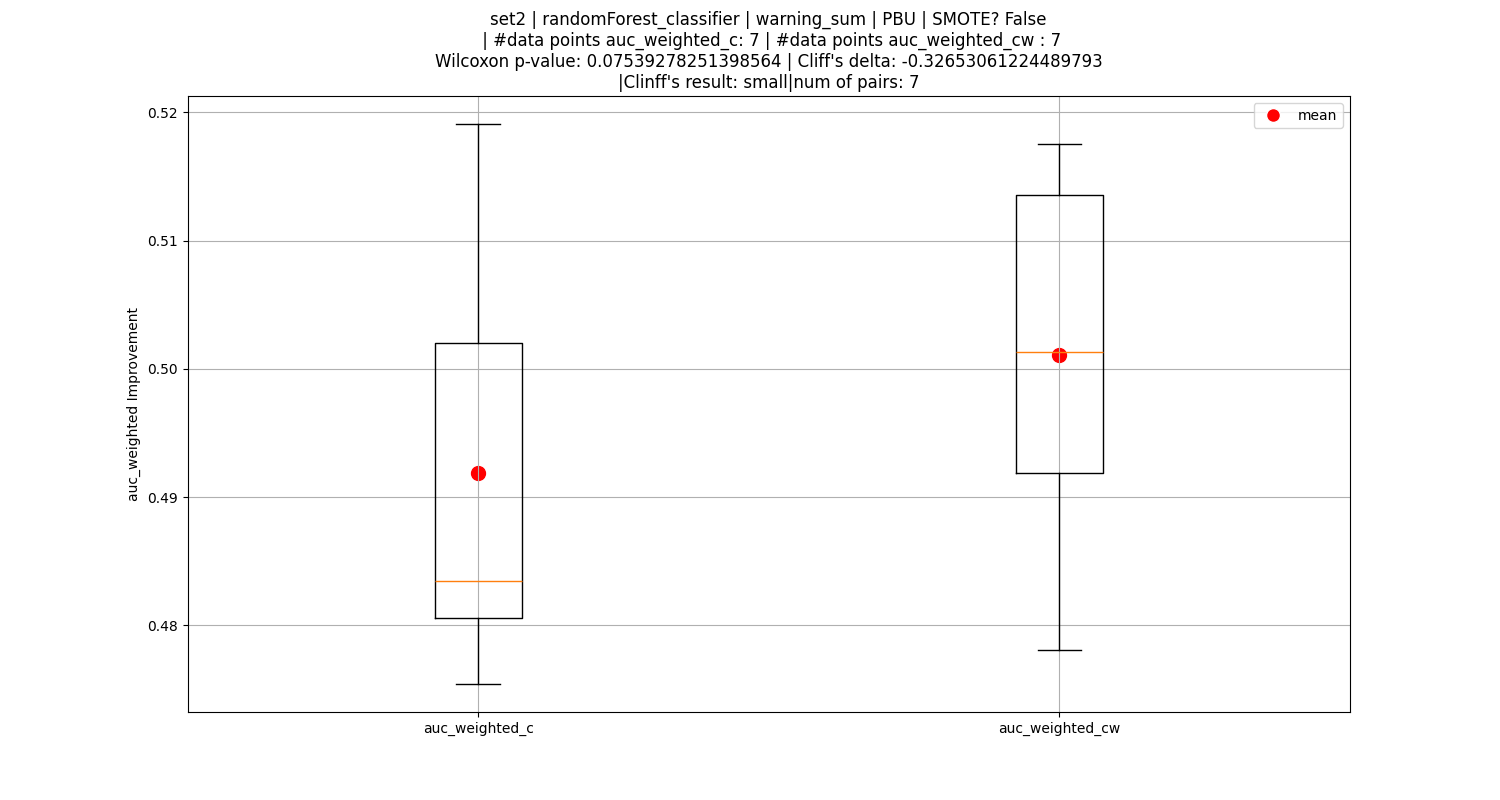 set2 | randomForest_classifier | warning_sum | PBU | SMOTE? False
| #data points auc_weighted_c: 7 | #data points auc_weighted_cw : 7
Wilcoxon p-value: 0.07539278251398564 | Cliff's delta: -0.32653061224489793
|Clinff's result: small|num of pairs: 7
mean
0.52
0.51
0.50
0.49
0.48
auc_weighted Improvement
auc_weighted_c
auc_weighted_cw